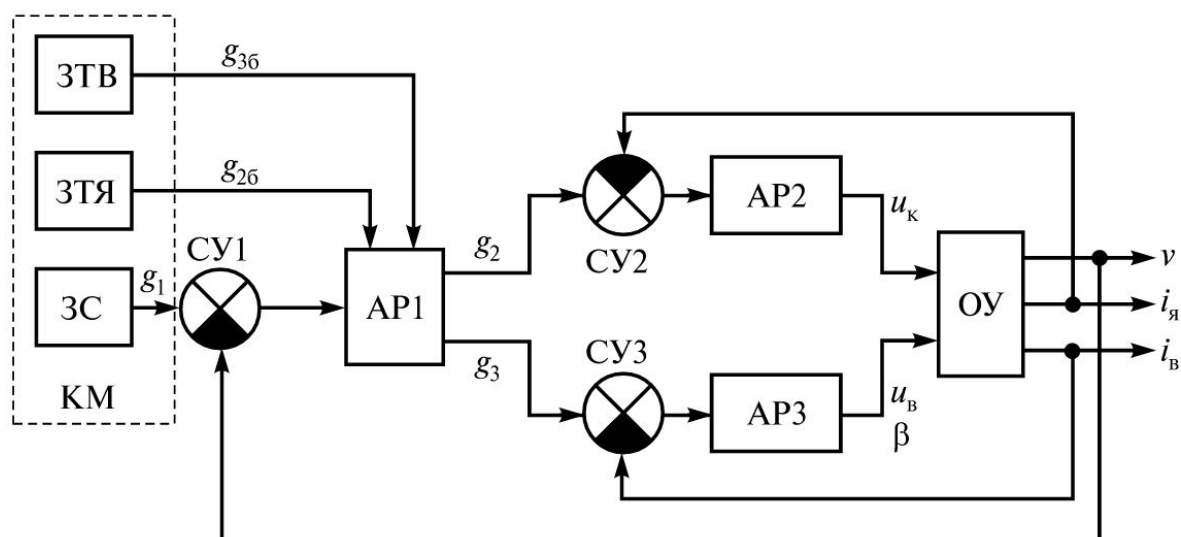 ЗТВ
g3б
ЗТЯ
g2б
СУ1
ЗС
g1
КМ
АР1
g2
g3
СУ2
АР2
uк
СУ3
АР3
uв
β
ОУ
v
iя
iв